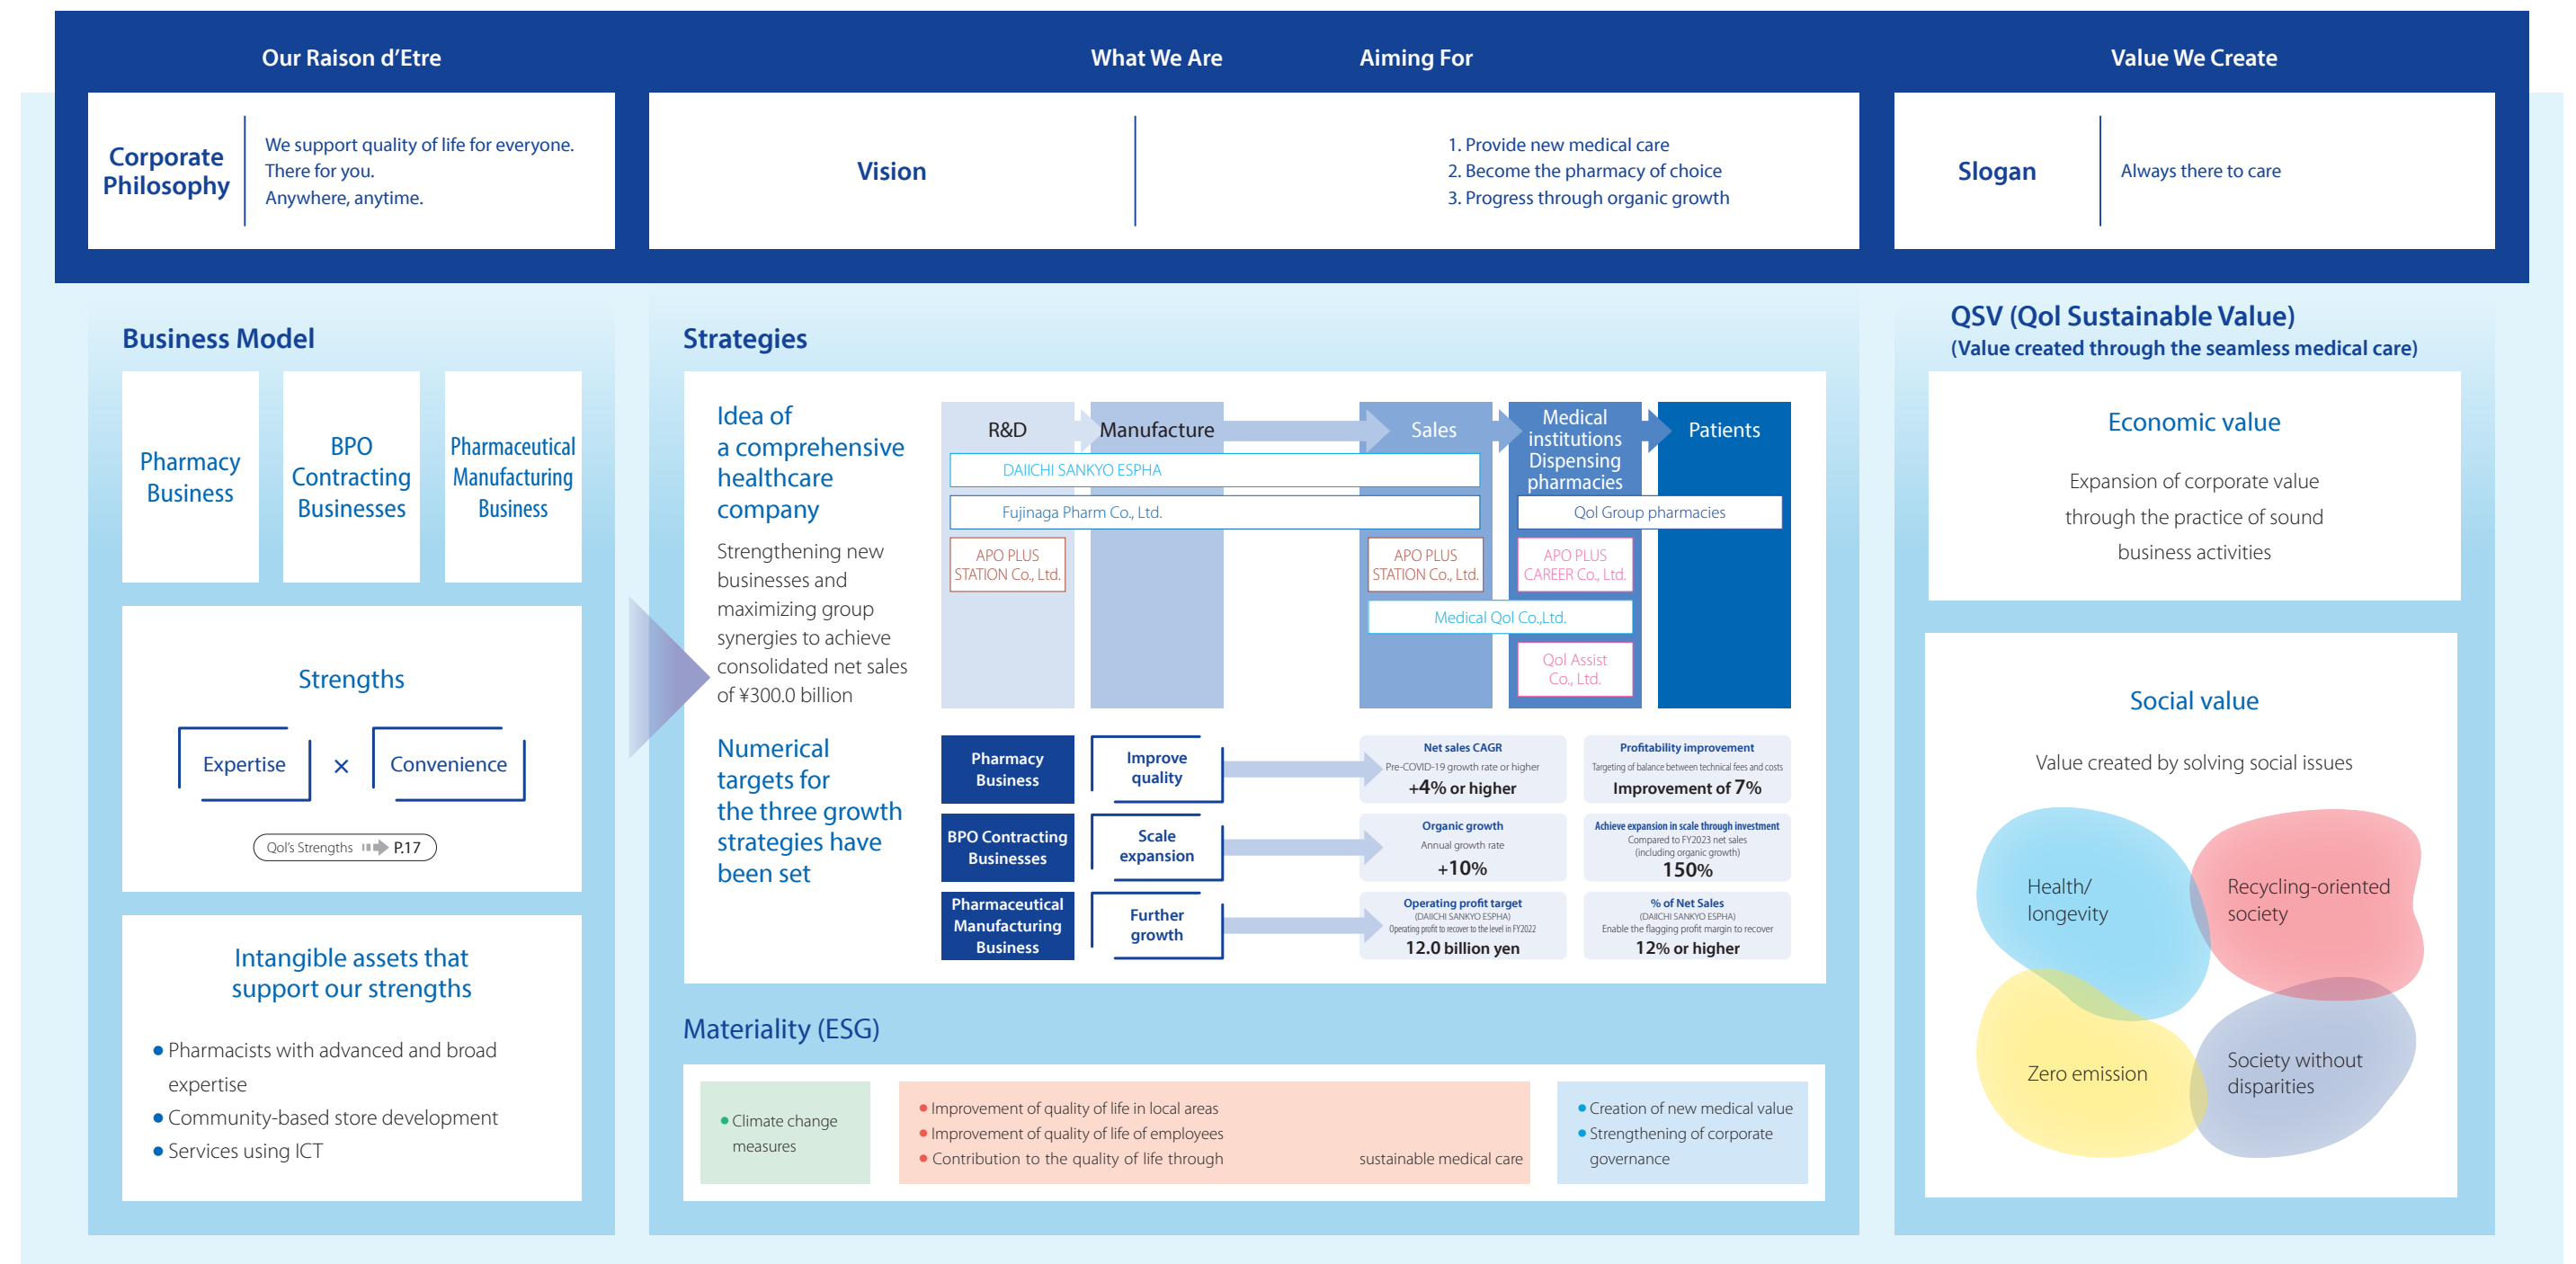 Our Raison d'Etre
What We Are Aiming For
Value We Create
Corporate
Philosophy
We support quality of life for everyone.
There for you.
Anywhere, anytime.
Vision
1. Provide new medical care
2. Become the pharmacy of choice
3. Progress through organic growth
Slogan
Always there to care
Business Model
Pharmacy
Business
BPO
Contracting
Businesses
Pharmaceutical
Manufacturing
Business
Strengths
Expertise × Convenience
Qol's Strengths P.17
Intangible assets that
support our strengths
• Pharmacists with advanced and broad
expertise
• Community-based store development
• Services using ICT
Strategies
Idea of
a comprehensive
healthcare
company
Strengthening new
businesses and
maximizing group
synergies to achieve
consolidated net sales
of ¥300.0 billion
R&D
Manufacture
Sales
Medical
institutions
Dispensing
pharmacies
Patients
DAIICHI SANKYO ESPHA
Fujinaga Pharm Co., Ltd.
Qol Group pharmacies
APO PLUS
STATION Co., Ltd.
APO PLUS
STATION Co., Ltd.
APO PLUS
CAREER Co., Ltd.
Medical Qol Co.,Ltd.
Qol Assist
Co., Ltd.
Numerical
targets for
the three growth
strategies have
been set
Pharmacy
Business
Improve
quality
Net sales CAGR
Pre-COVID-19 growth rate or higher
+4% or higher
Profitability improvement
Targeting of balance between technical fees and costs
Improvement of 7%
BPO Contracting
Businesses
Scale
expansion
Organic growth
Annual growth rate
+10%
Achieve expansion in scale through investment
Compared to FY2023 net sales
(including organic growth)
150%
Pharmaceutical
Manufacturing
Business
Further
growth
Operating profit target
(DAIICHI SANKYO ESPHA)
Operating profit to recover to the level in FY2022
12.0 billion yen
% of Net Sales
(DAIICHI SANKYO ESPHA)
Enable the flagging profit margin to recover
12% or higher
Materiality (ESG)
• Climate change
measures
• Improvement of quality of life in local areas
• Improvement of quality of life of employees
• Contribution to the quality of life through sustainable medical care
• Creation of new medical value
• Strengthening of corporate
governance
QSV (Qol Sustainable Value)
(Value created through the seamless medical care)
Economic value
Expansion of corporate value
through the practice of sound
business activities
Social value
Value created by solving social issues
Health/
longevity
Recycling-oriented
society
Zero emission
Society without
disparities